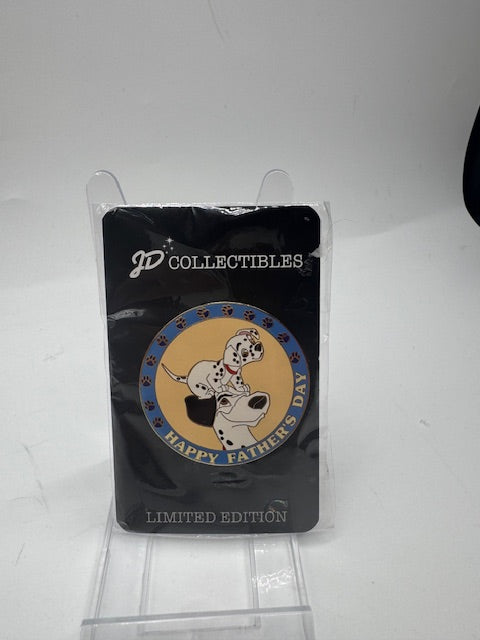 JD COLLECTIBLES
HAPPY FATHER'S DAY
LIMITED EDITION